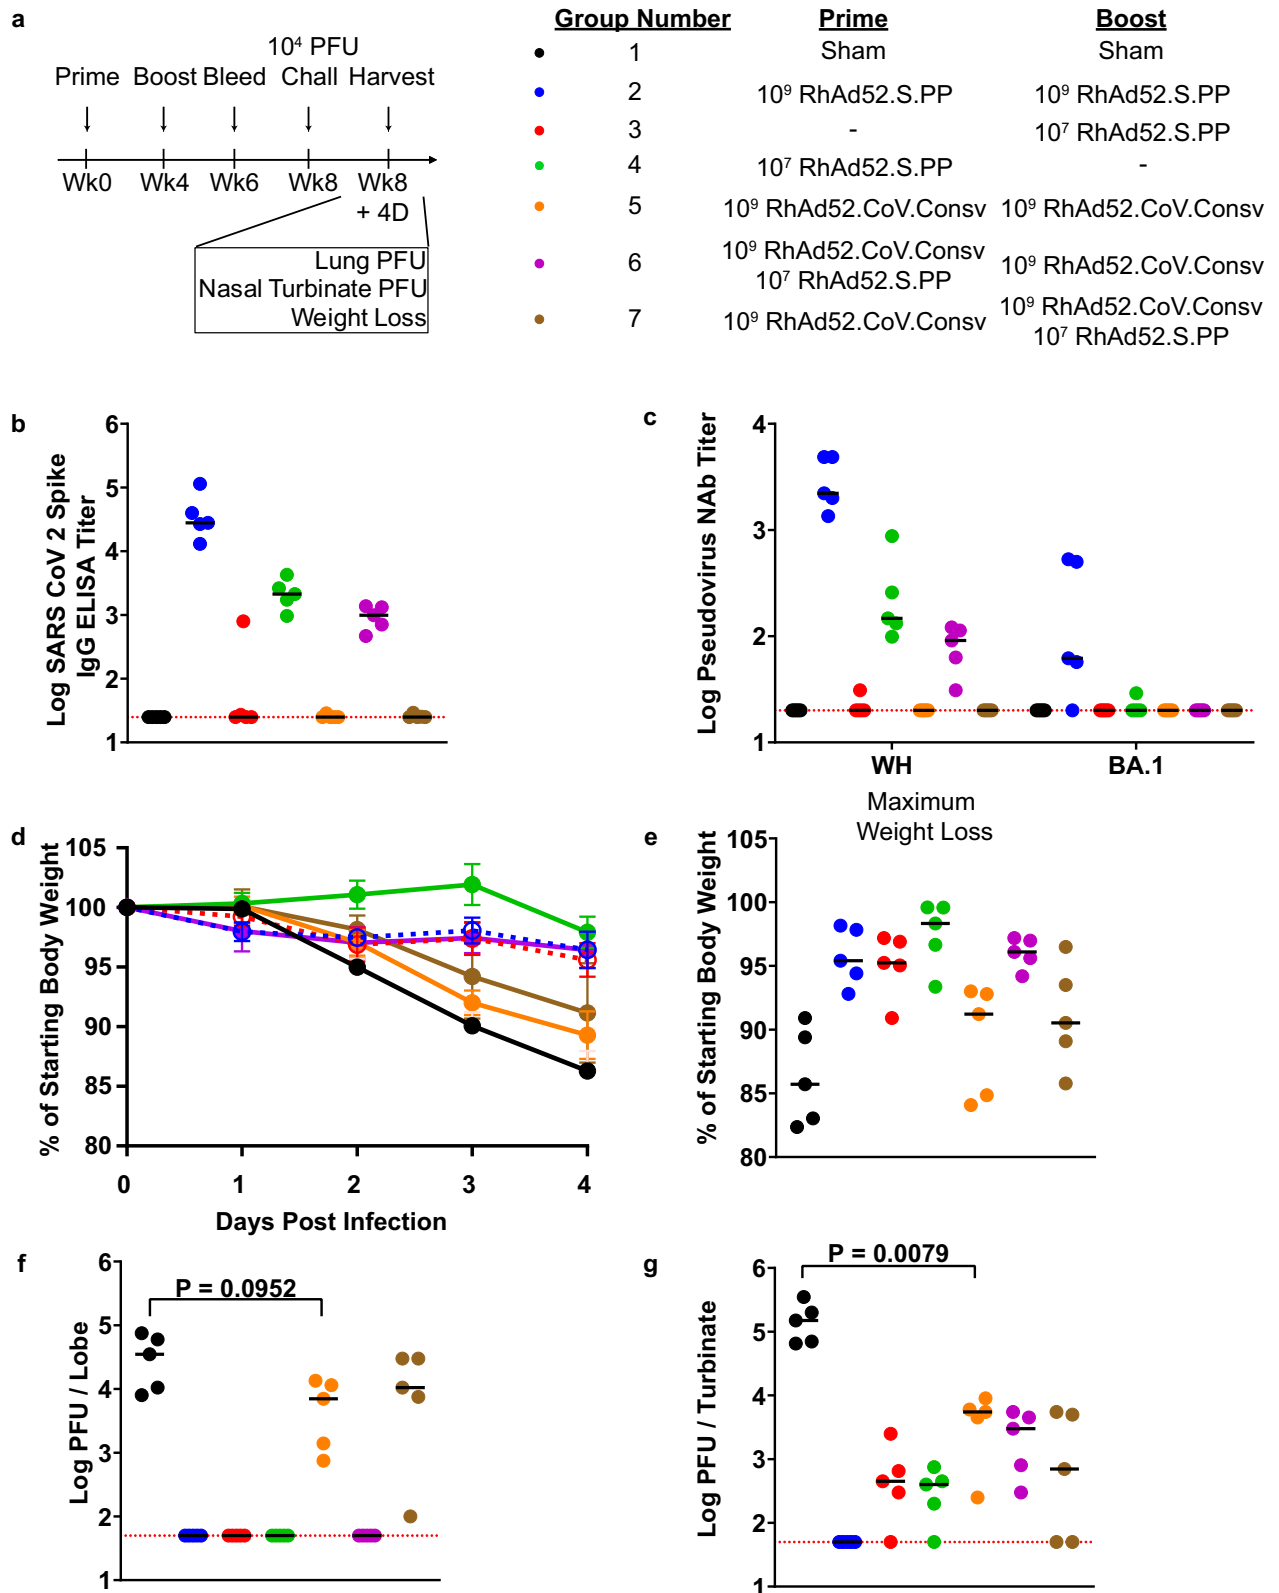 a
10⁴ PFU
Prime Boost Bleed Chall Harvest
Wk0 Wk4 Wk6 Wk8 Wk8
+ 4D
Lung PFU
Nasal Turbinate PFU
Weight Loss
Group Number Prime Boost
1 Sham Sham
2 10⁹ RhAd52.S.PP 10⁹ RhAd52.S.PP
3 - 10⁷ RhAd52.S.PP
4 10⁷ RhAd52.S.PP -
5 10⁹ RhAd52.CoV.Consv 10⁹ RhAd52.CoV.Consv
6 10⁹ RhAd52.CoV.Consv 10⁹ RhAd52.CoV.Consv
10⁷ RhAd52.S.PP
7 10⁹ RhAd52.CoV.Consv 10⁹ RhAd52.CoV.Consv
10⁷ RhAd52.S.PP
b
Log SARS CoV 2 Spike
IgG ELISA Titer
6
5
4
3
2
1
c
Log Pseudovirus NAb Titer
4
3
2
1
WH BA.1
d
% of Starting Body Weight
105
100
95
90
85
80
0 1 2 3 4
Days Post Infection
e
Maximum
Weight Loss
% of Starting Body Weight
105
100
95
90
85
80
f
Log PFU / Lobe
6
5
4
3
2
1
P = 0.0952
g
Log PFU / Turbinate
6
5
4
3
2
1
P = 0.0079